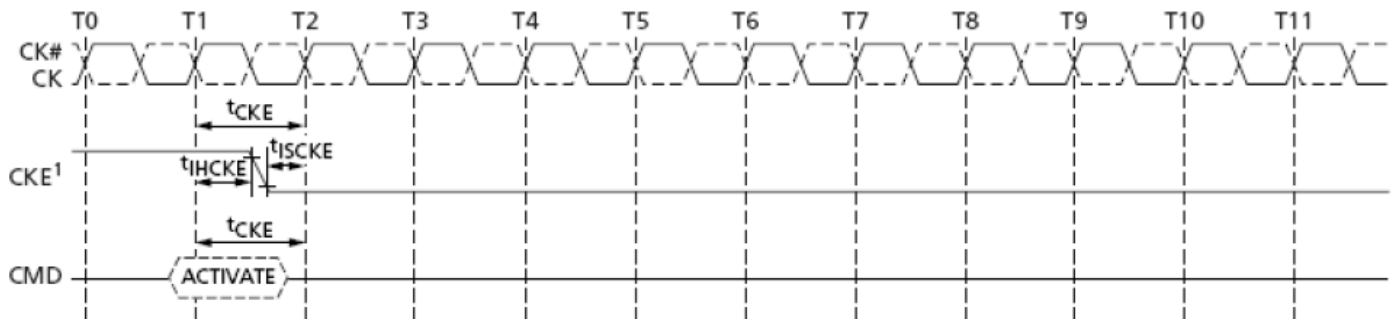 T0 T1 T2 T3 T4 T5 T6 T7 T8 T9 T10 T11
CK#
CK
tCKE
tISCKE
tIHCKE
CKE1
tCKE
CMD ACTIVATE